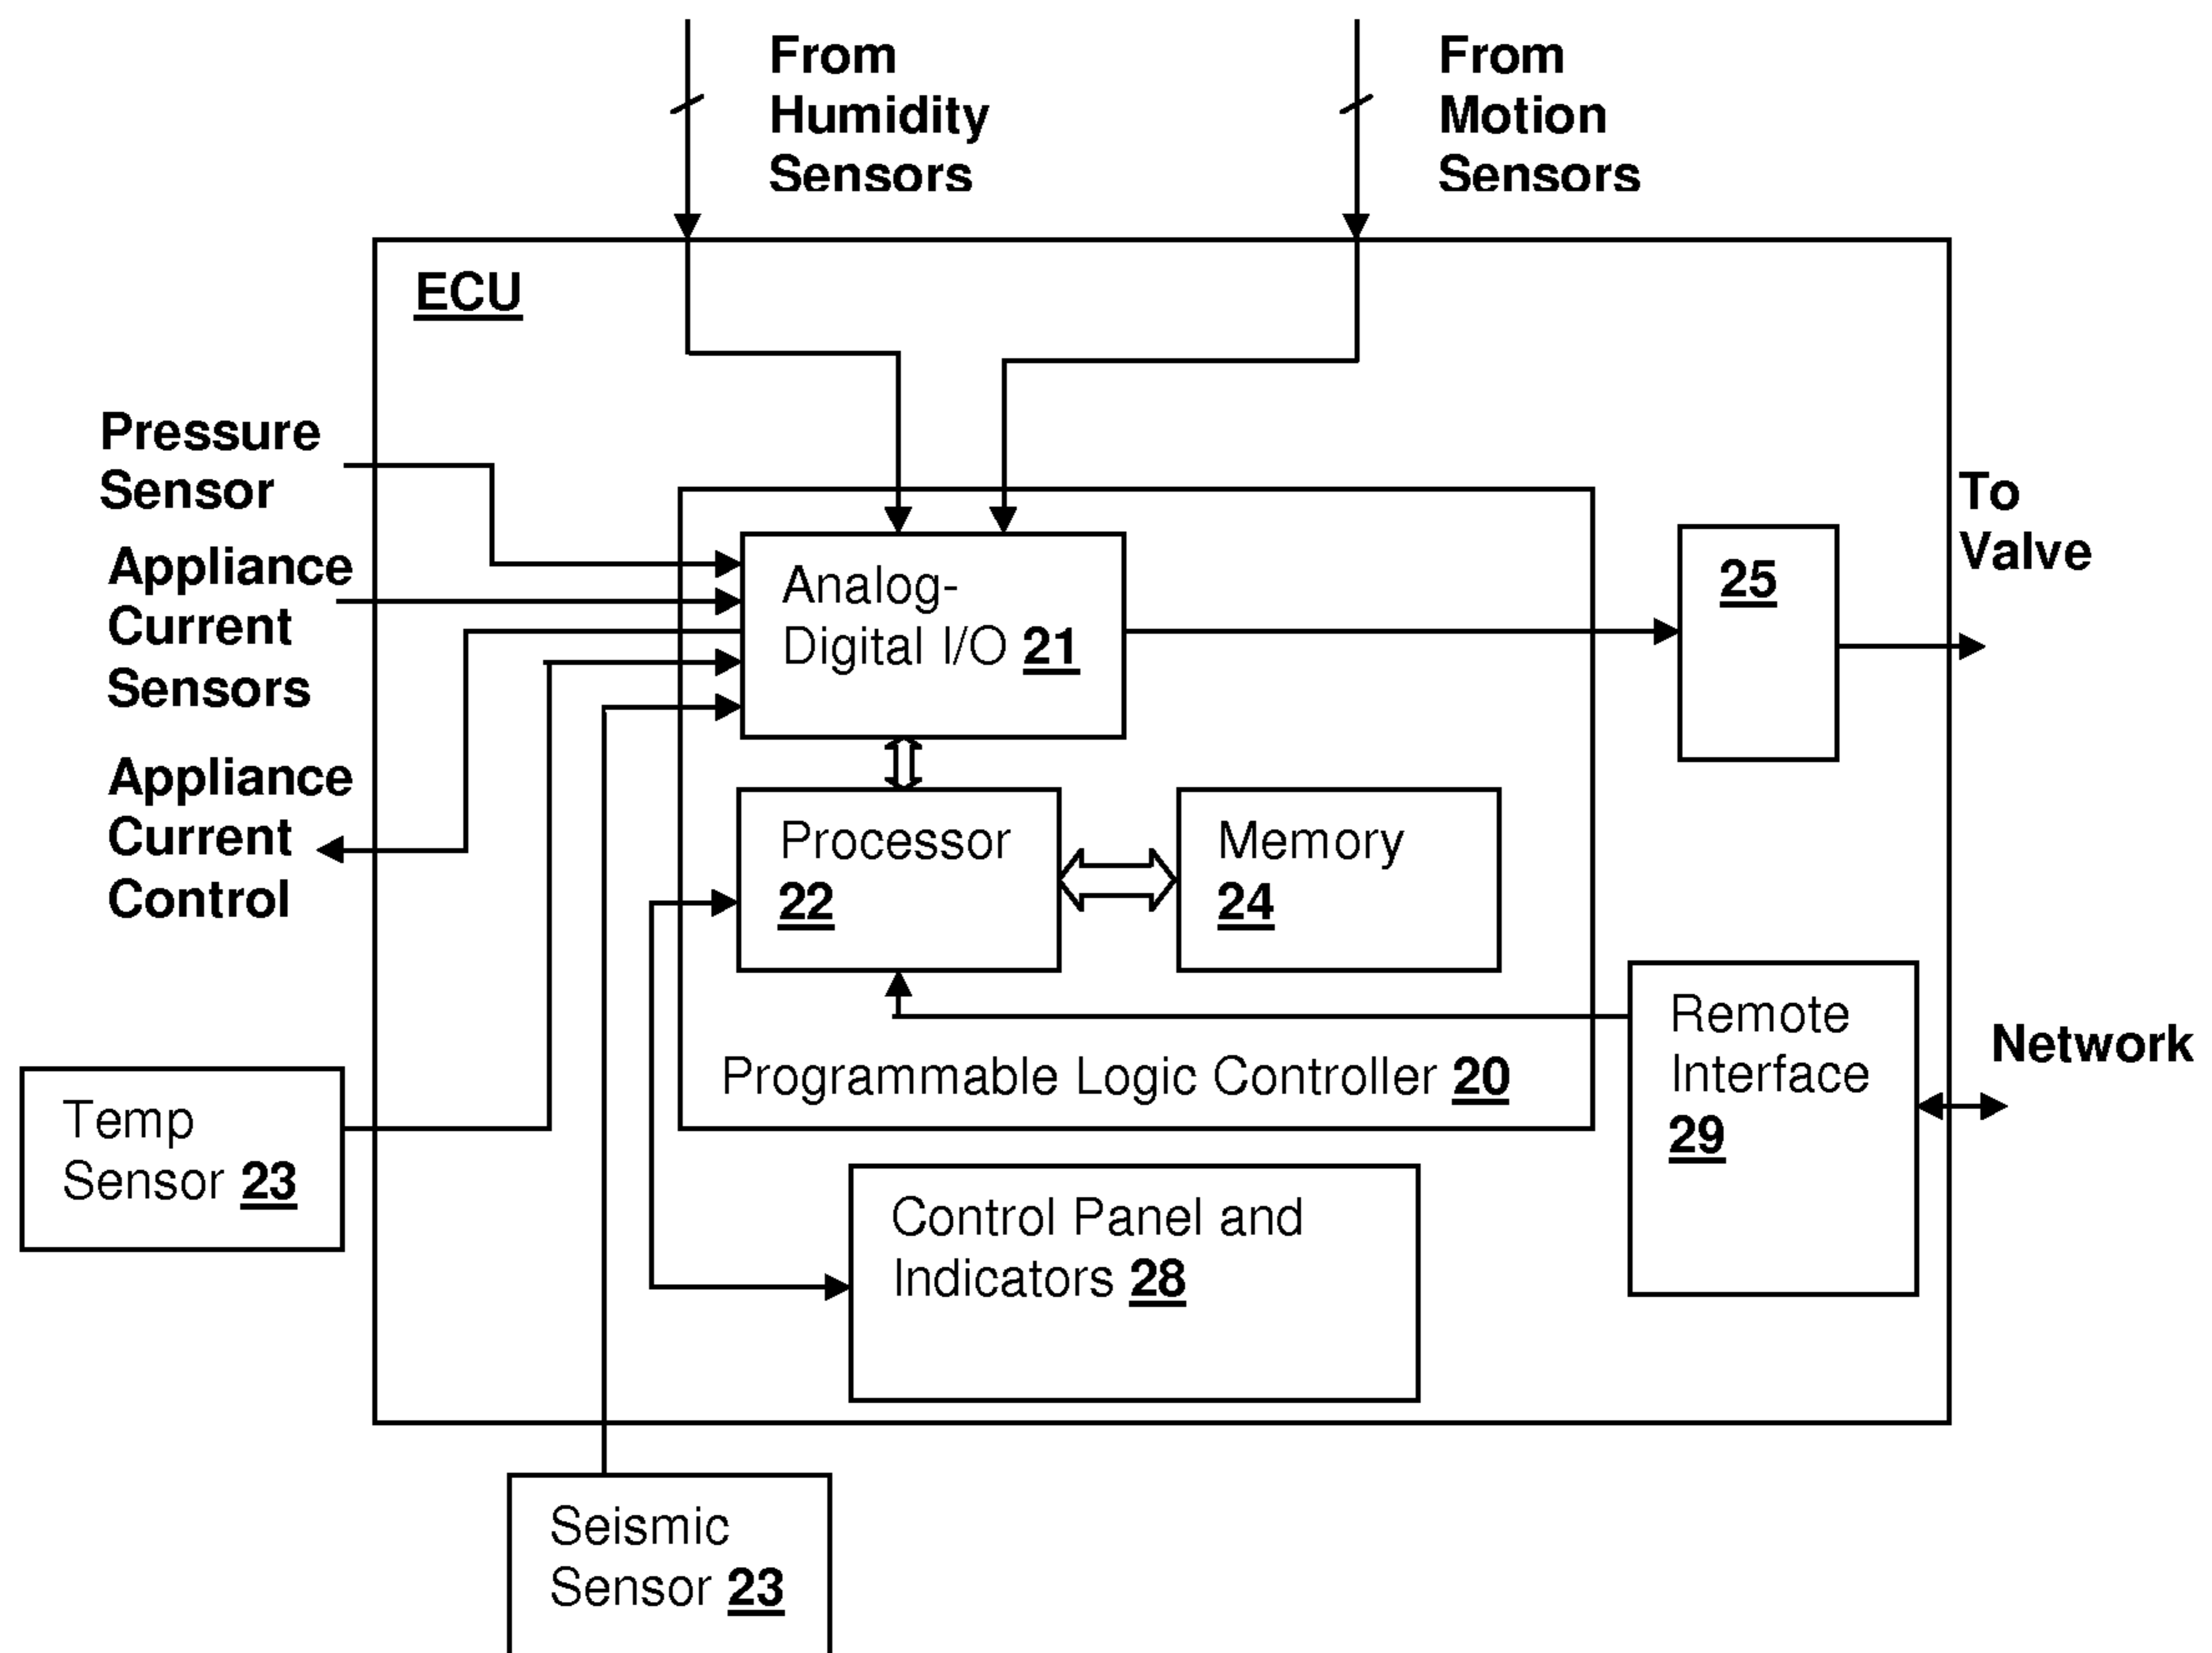 From
Humidity
Sensors
From
Motion
Sensors
ECU
Pressure
Sensor
Appliance
Current
Sensors
Appliance
Current
Control
Analog-
Digital I/O 21
25
To
Valve
Processor
22
Memory
24
Programmable Logic Controller 20
Remote
Interface
29
Network
Temp
Sensor 23
Control Panel and
Indicators 28
Seismic
Sensor 23